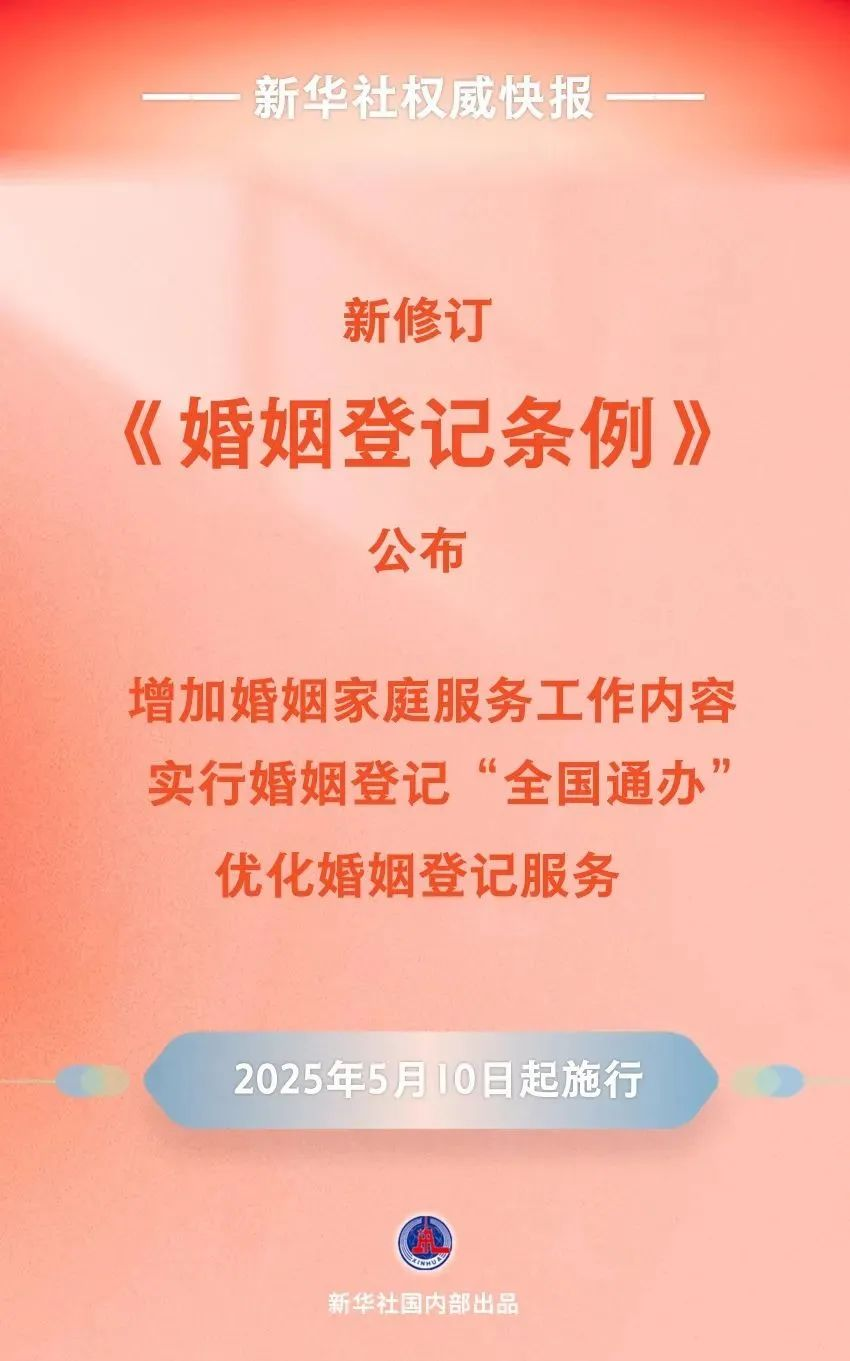 —— 新华社权威快报 ——
新修订
《婚姻登记条例》
公布
增加婚姻家庭服务工作内容
实行婚姻登记“全国通办”
优化婚姻登记服务
2025年5月10日起施行
XINHUA
新华社国内部出品